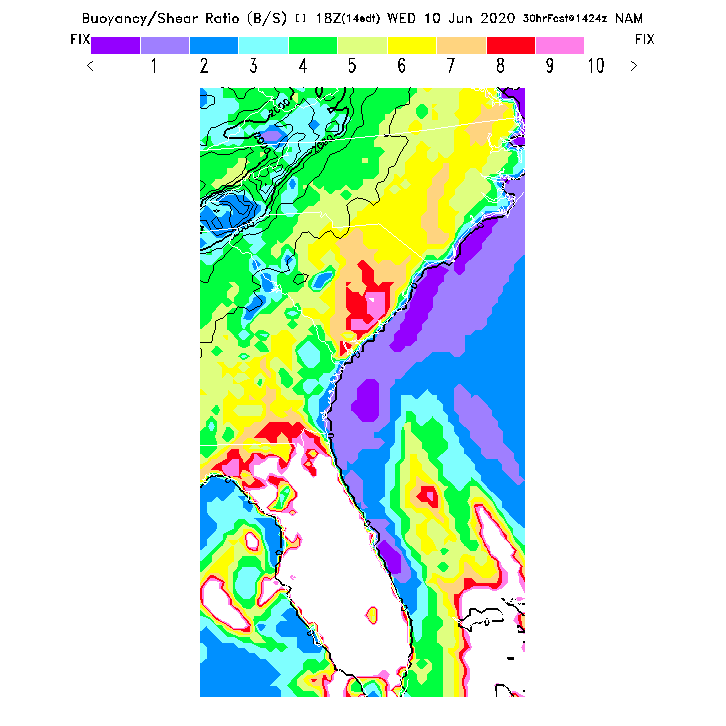 Buoyancy/Shear Ratio (B/S) [] 18Z(14edt) WED 10 Jun 2020 30hrFcst@1424z NAM
FIX FIX
< 1 2 3 4 5 6 7 8 9 10 >
2000